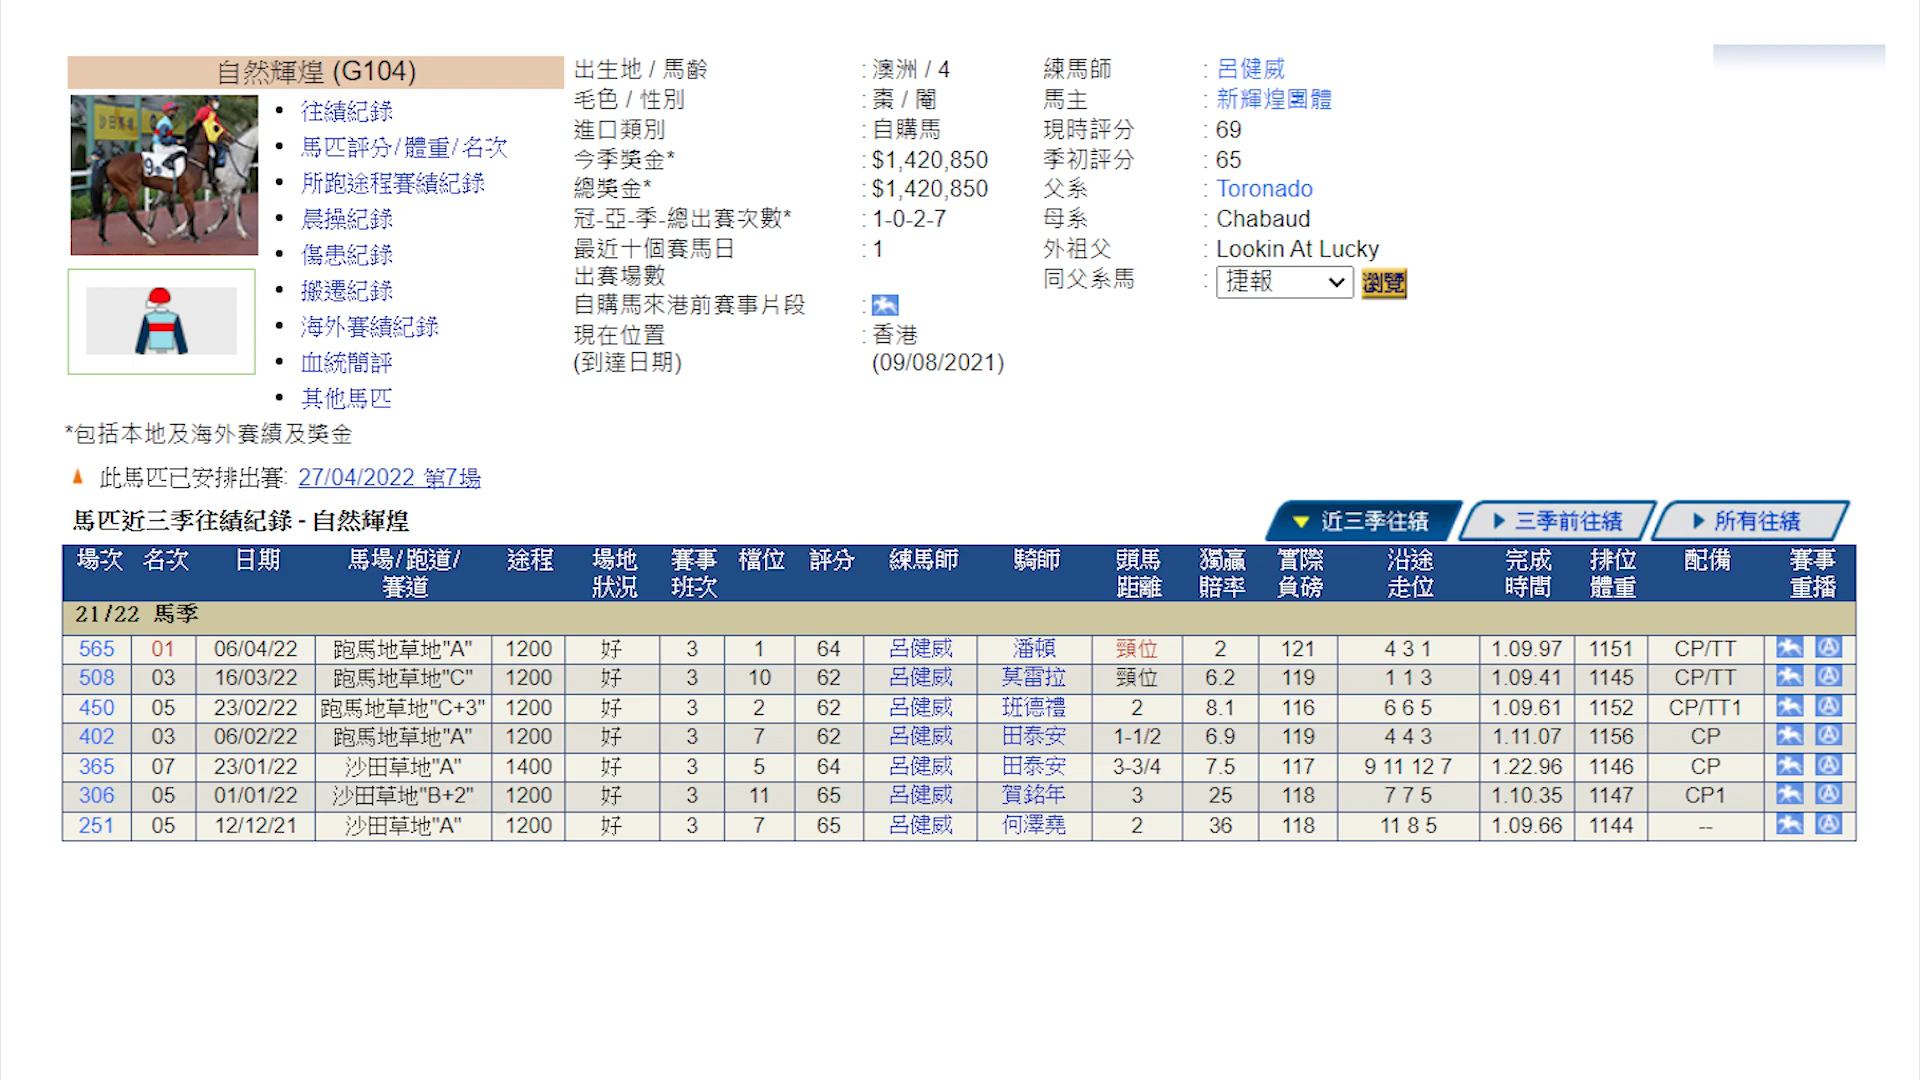 自然輝煌 (G104)
往績紀錄
馬匹評分/體重/名次
所跑途程賽績紀錄
晨操紀錄
傷患紀錄
搬遷紀錄
海外賽績紀錄
血統簡評
其他馬匹
出生地 / 馬齡 : 澳洲 / 4
毛色 / 性別 : 棗 / 閹
進口類別 : 自購馬
今季獎金* : $1,420,850
總獎金* : $1,420,850
冠-亞-季-總出賽次數* : 1-0-2-7
最近十個賽馬日 : 1
出賽場數
自購馬來港前賽事片段 :
現在位置 : 香港
(到達日期) (09/08/2021)
練馬師 : 呂健威
馬主 : 新輝煌團體
現時評分 : 69
季初評分 : 65
父系 : Toronado
母系 : Chabaud
外祖父 : Lookin At Lucky
同父系馬 : 捷報 瀏覽
*包括本地及海外賽績及獎金
此馬匹已安排出賽: 27/04/2022 第7場
馬匹近三季往績紀錄 - 自然輝煌
近三季往績 三季前往績 所有往績
場次 名次 日期 馬場/跑道/賽道 途程 場地狀況 賽事班次 檔位 評分 練馬師 騎師 頭馬距離 獨贏賠率 實際負磅 沿途走位 完成時間 排位體重 配備 賽事重播
21/22 馬季
565 01 06/04/22 跑馬地草地"A" 1200 好 3 1 64 呂健威 潘頓 頸位 2 121 4 3 1 1.09.97 1151 CP/TT
508 03 16/03/22 跑馬地草地"C" 1200 好 3 10 62 呂健威 莫雷拉 頸位 6.2 119 1 1 3 1.09.41 1145 CP/TT
450 05 23/02/22 跑馬地草地"C+3" 1200 好 3 2 62 呂健威 班德禮 2 8.1 116 6 6 5 1.09.61 1152 CP/TT1
402 03 06/02/22 跑馬地草地"A" 1200 好 3 7 62 呂健威 田泰安 1-1/2 6.9 119 4 4 3 1.11.07 1156 CP
365 07 23/01/22 沙田草地"A" 1400 好 3 5 64 呂健威 田泰安 3-3/4 7.5 117 9 11 12 7 1.22.96 1146 CP
306 05 01/01/22 沙田草地"B+2" 1200 好 3 11 65 呂健威 賀銘年 3 25 118 7 7 5 1.10.35 1147 CP1
251 05 12/12/21 沙田草地"A" 1200 好 3 7 65 呂健威 何澤堯 2 36 118 11 8 5 1.09.66 1144 --